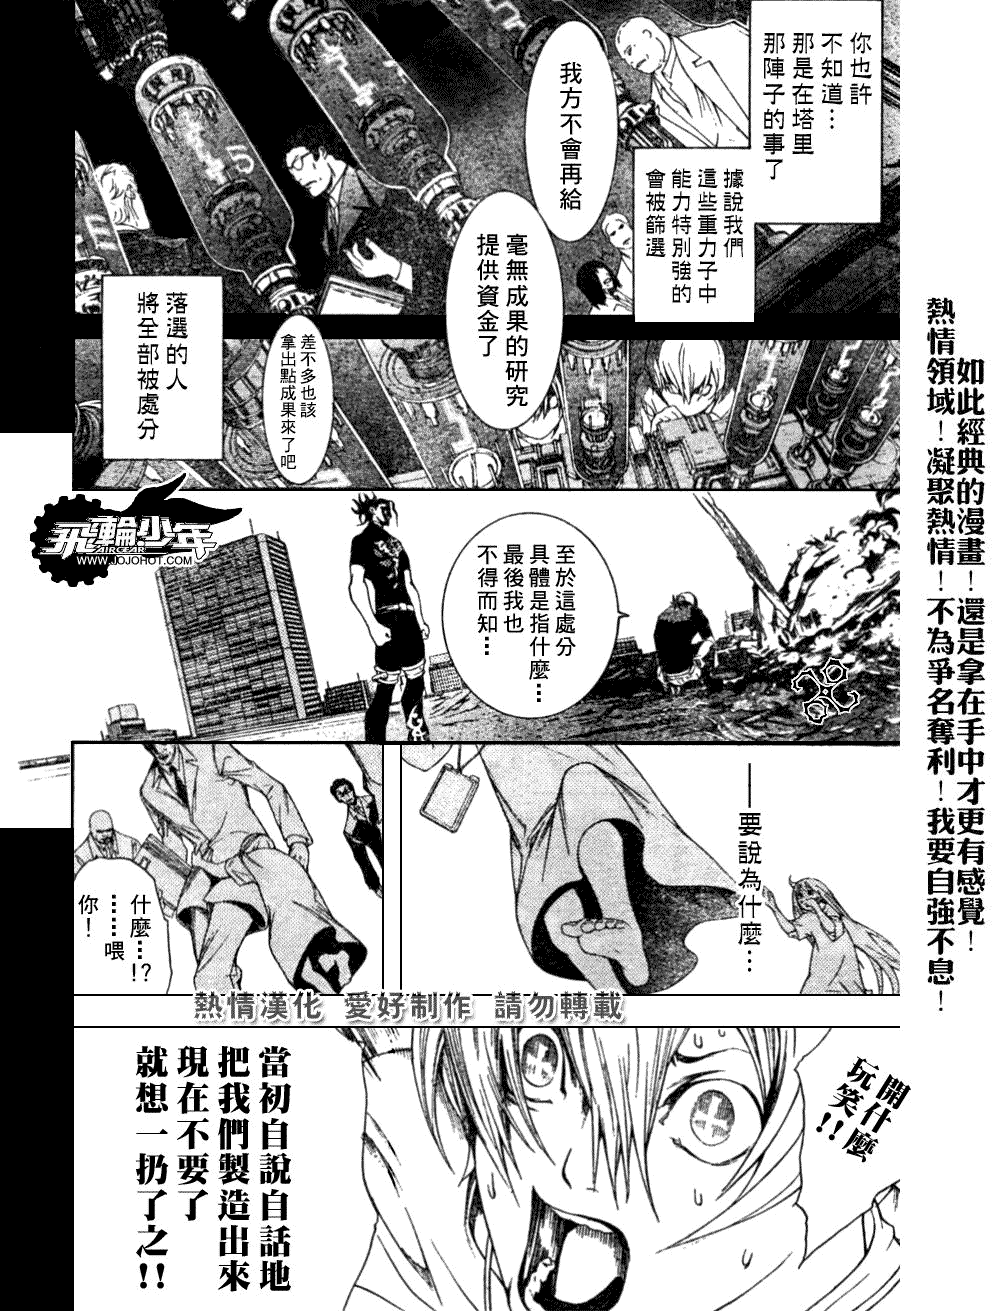 你也許
不知道…
那是在塔里
那陣子的事了
據說我們
這些重力子中
能力特別強的
會被篩選
我方不會再給
毫無成果的研究
提供資金了
差不多也該
拿出點成果來了吧
落選的人
將全部被處分
飛輪少年
AIRGEAR
WWW.JOJOHOT.COM
至於這處分
具體是指什麼…
最後我也
不得而知…
——要說為什麼…
什麼…!?
……喂
你!
熱情漢化 愛好制作 請勿轉載
開什麼
玩笑!!
當初自說自話地
把我們製造出來
現在不要了
就想一扔了之!!
如此經典的漫畫!還是拿在手中才更有感覺!
熱情領域!凝聚熱情!不為爭名奪利!我要自強不息!